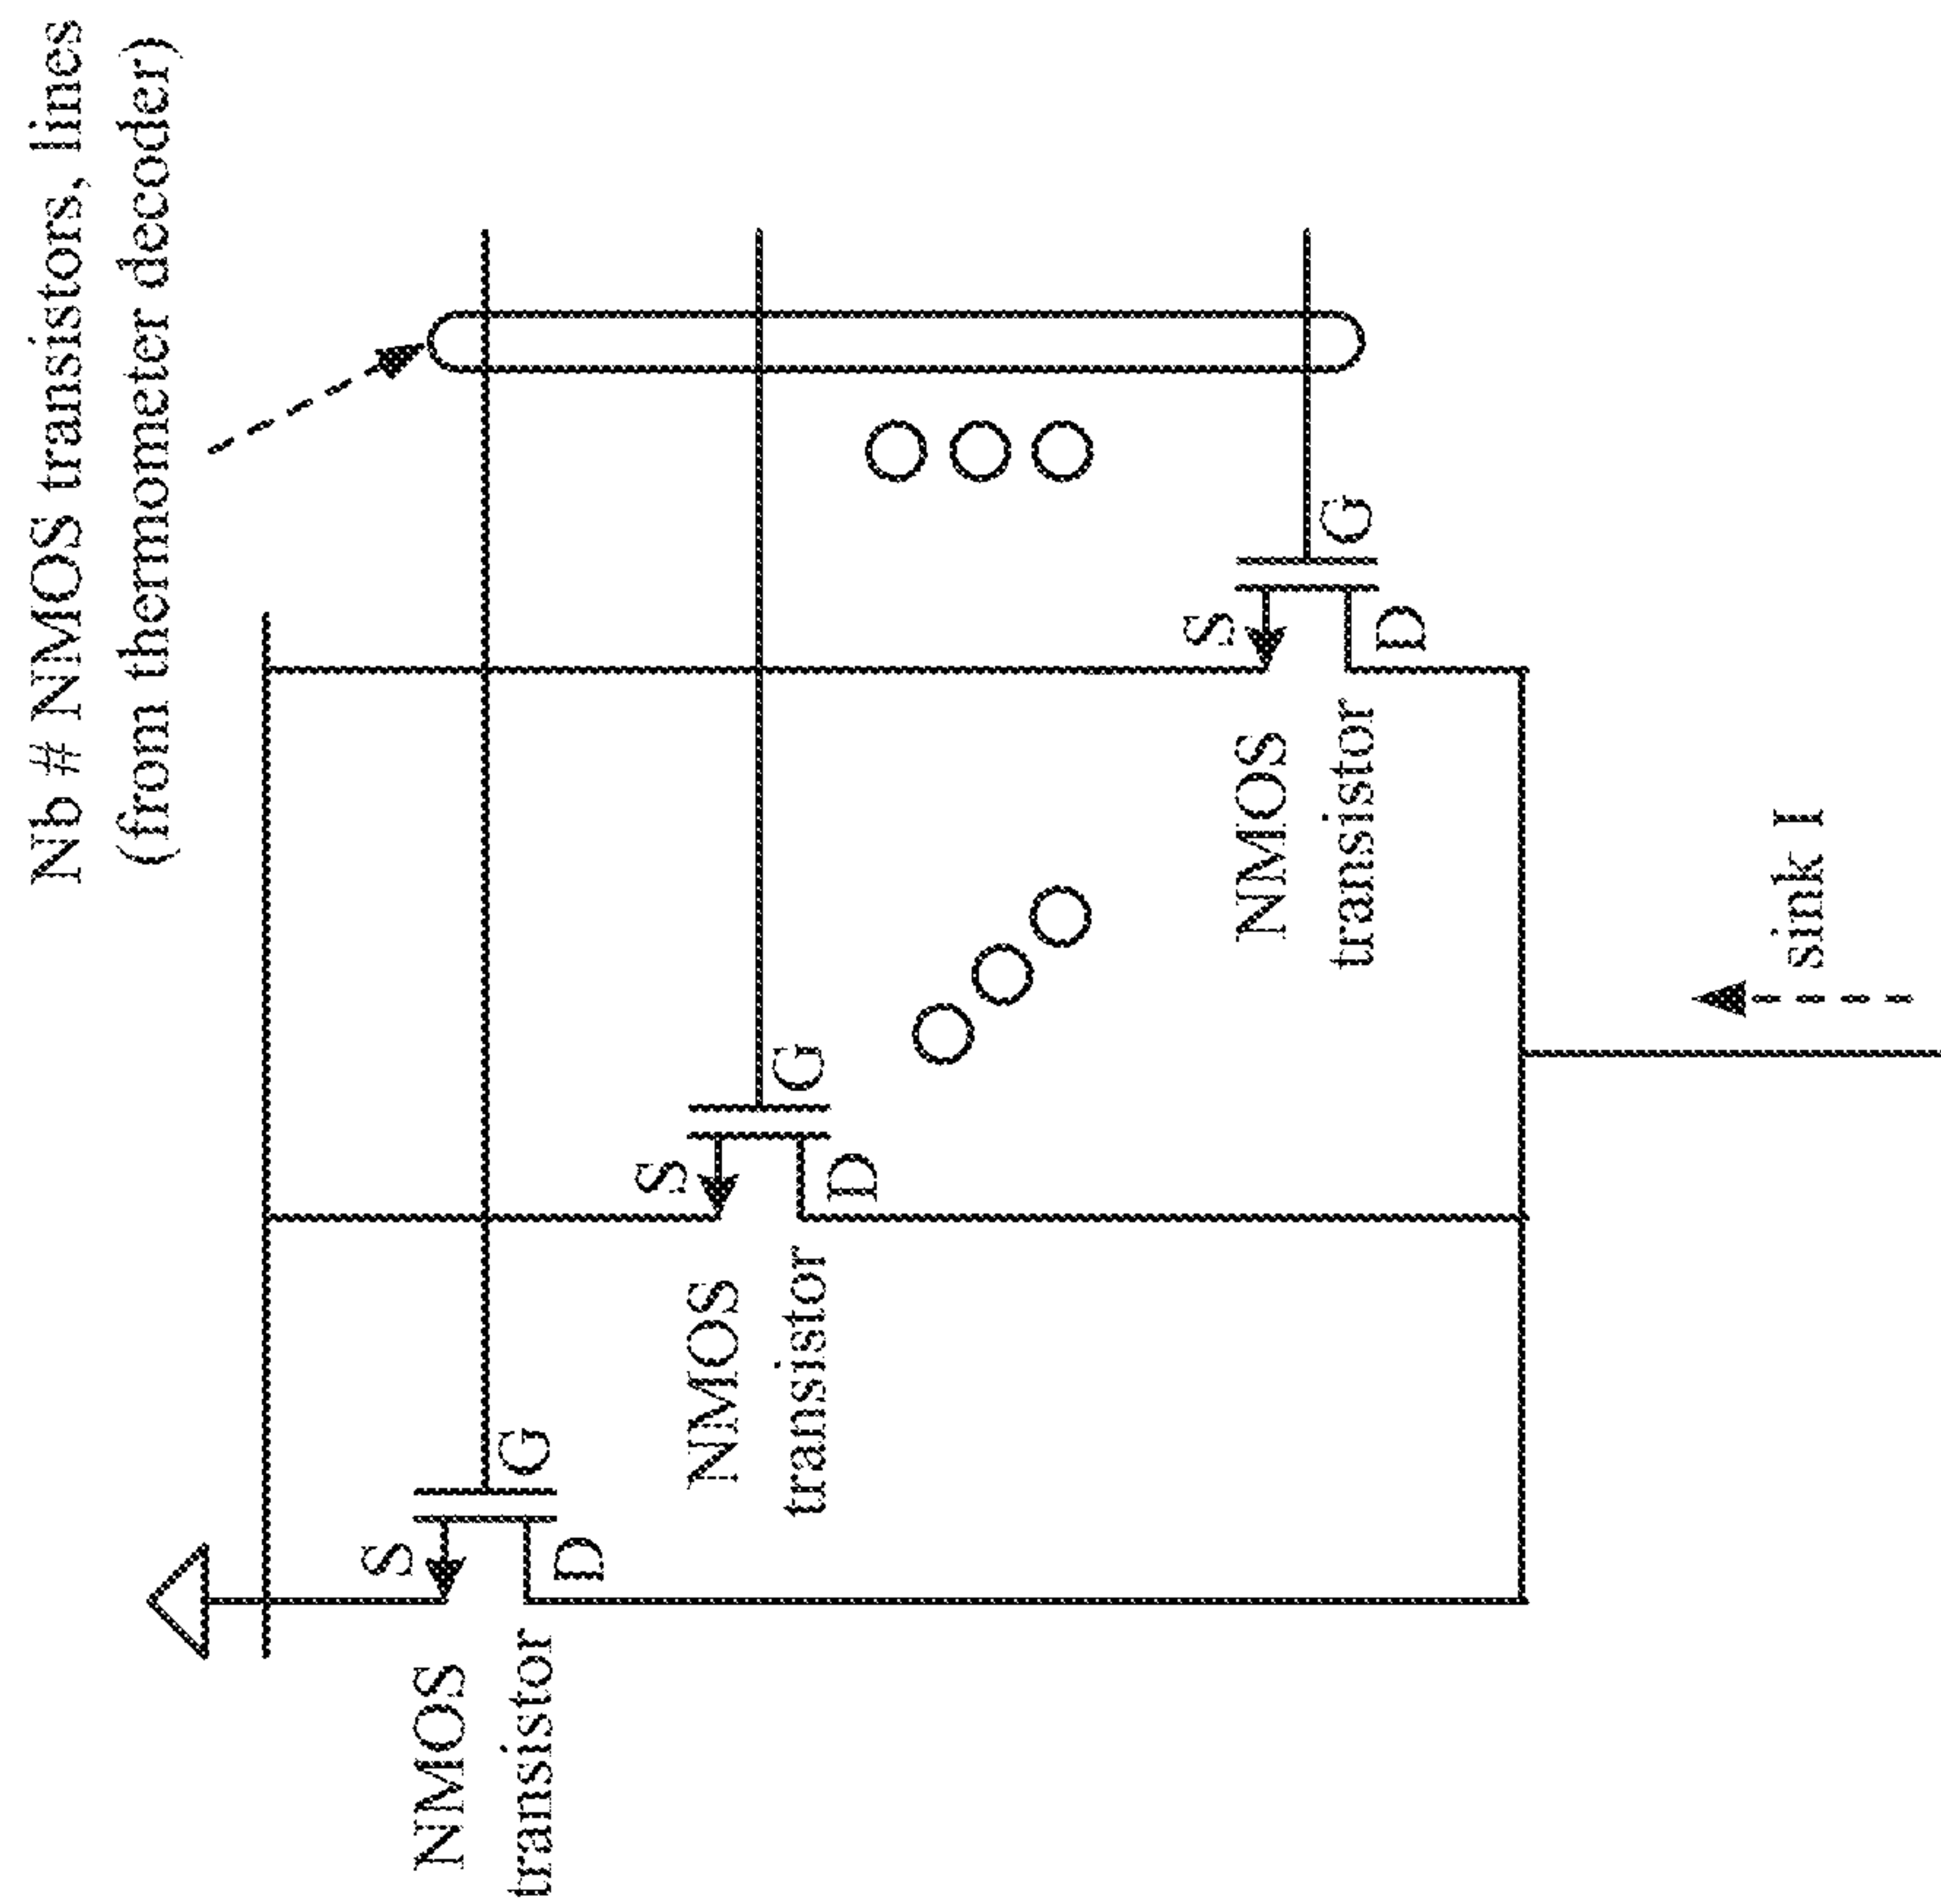 Nb # NMOS transistors, lines
(from thermometer decoder)
NMOS
transistor
S
D
G
NMOS
transistor
S
D
G
NMOS
transistor
S
D
G
sink I